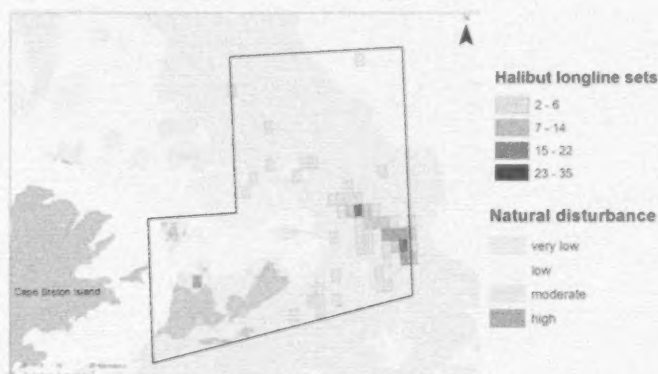 N
Halibut longline sets
2 - 6
7 - 14
15 - 22
23 - 35
Natural disturbance
very low
low
moderate
high
Cape Breton Island